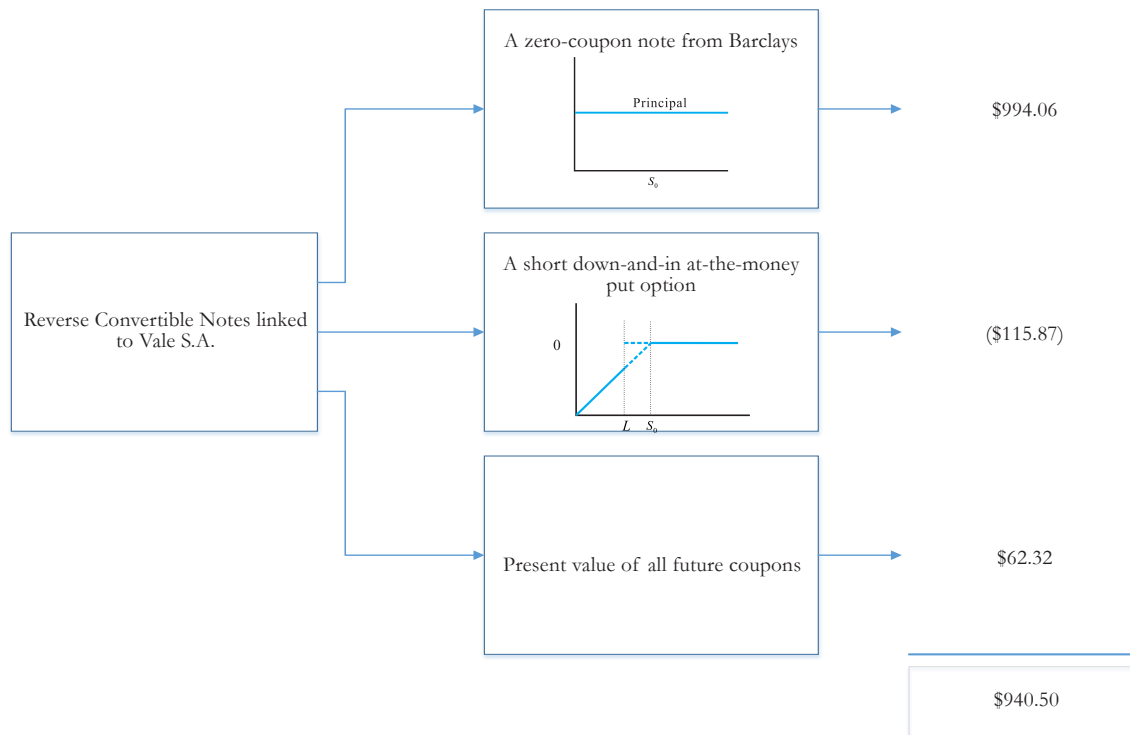 A zero-coupon note from Barclays
Principal
S₀
$994.06
Reverse Convertible Notes linked
to Vale S.A.
A short down-and-in at-the-money
put option
0
L S₀
($115.87)
Present value of all future coupons
$62.32
$940.50